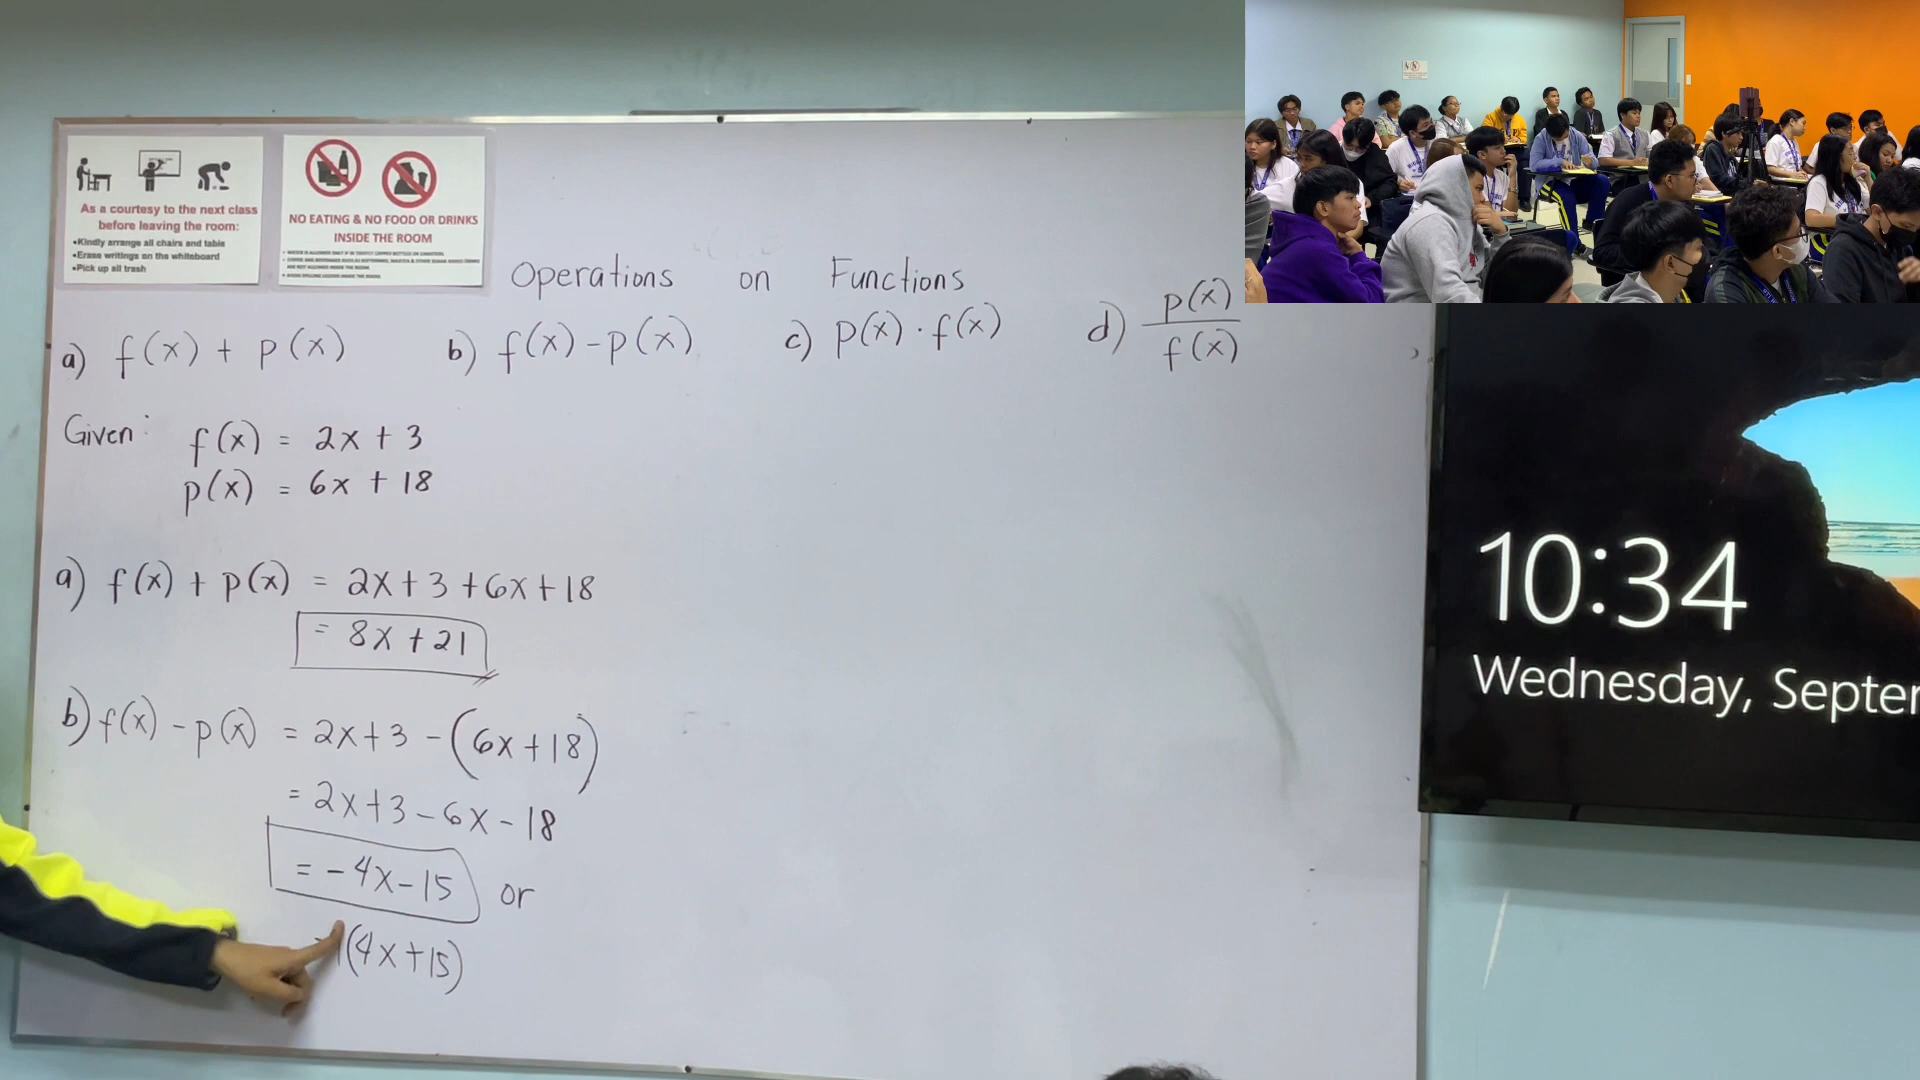 As a courtesy to the next class
before leaving the room:
•Kindly arrange all chairs and table
•Erase writings on the whiteboard
•Pick up all trash
NO EATING & NO FOOD OR DRINKS
INSIDE THE ROOM
Operations on Functions
a) f(x) + p(x)
b) f(x) - p(x)
c) p(x) · f(x)
d) p(x)
f(x)
Given: f(x) = 2x + 3
p(x) = 6x + 18
a) f(x) + p(x) = 2x + 3 + 6x + 18
= 8x + 21
b) f(x) - p(x) = 2x + 3 - (6x + 18)
= 2x + 3 - 6x - 18
= -4x - 15 or
-1(4x + 15)
10:34
Wednesday, Septem